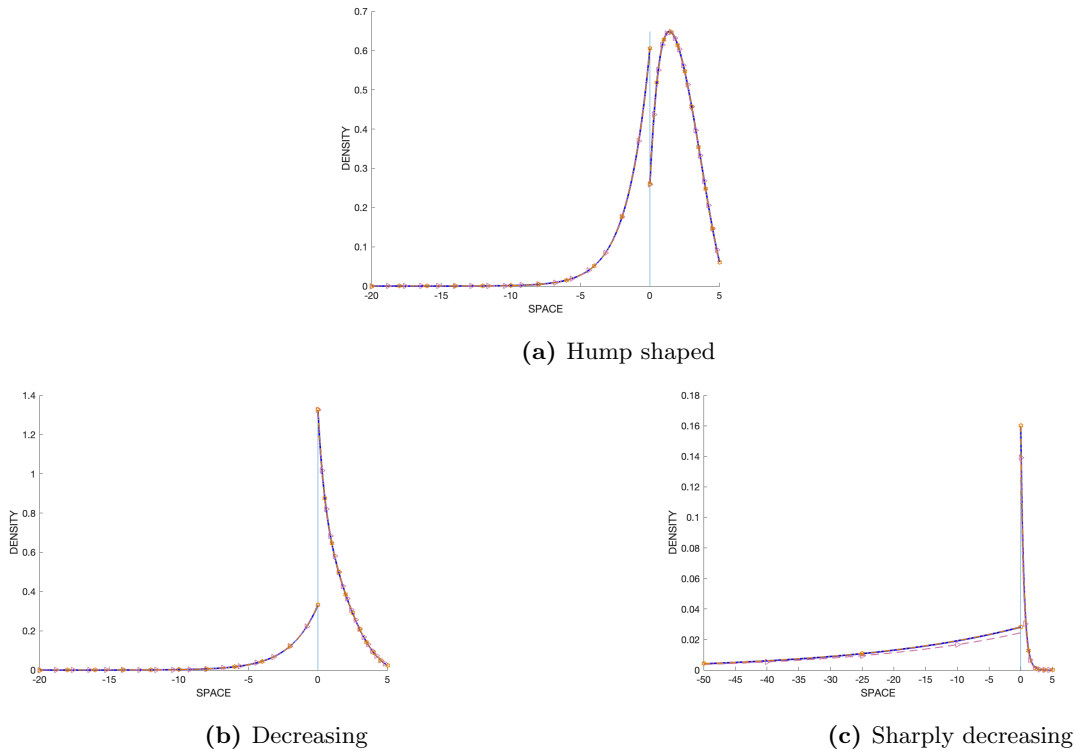 0.7
0.6
0.5
0.4
0.3
0.2
0.1
0
DENSITY
-20 -15 -10 -5 0 5
SPACE
(a) Hump shaped
1.4
1.2
1
0.8
0.6
0.4
0.2
0
DENSITY
-20 -15 -10 -5 0 5
SPACE
(b) Decreasing
0.18
0.16
0.14
0.12
0.1
0.08
0.06
0.04
0.02
0
DENSITY
-50 -45 -40 -35 -30 -25 -20 -15 -10 -5 0 5
SPACE
(c) Sharply decreasing